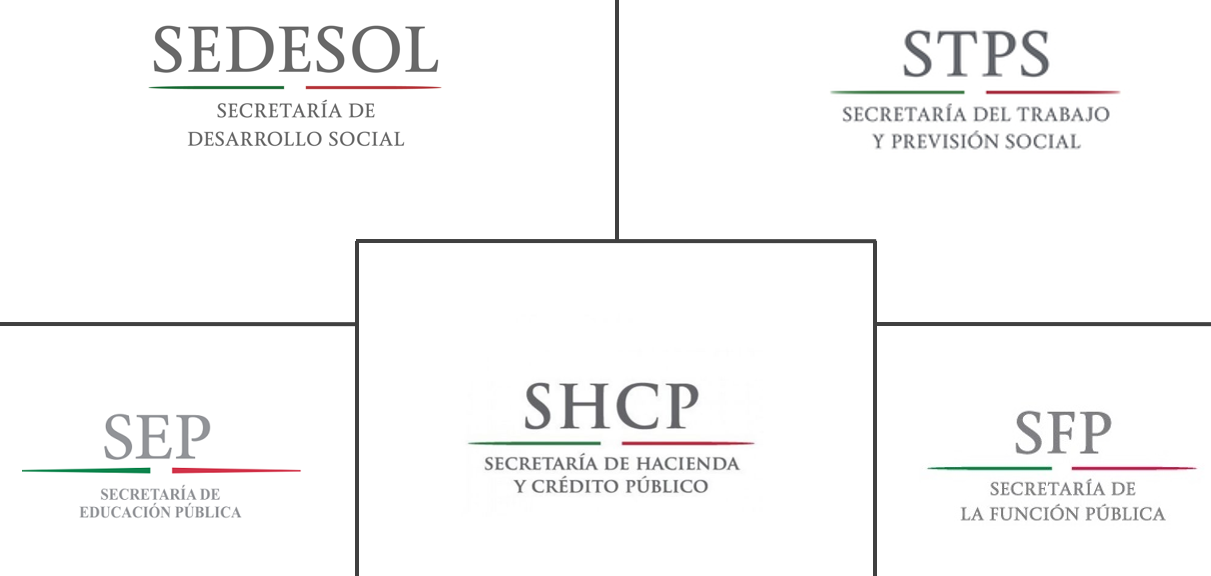 SEDESOL
SECRETARÍA DE
DESARROLLO SOCIAL
STPS
SECRETARÍA DEL TRABAJO
Y PREVISIÓN SOCIAL
SEP
SECRETARÍA DE
EDUCACIÓN PÚBLICA
SHCP
SECRETARÍA DE HACIENDA
Y CRÉDITO PÚBLICO
SFP
SECRETARÍA DE
LA FUNCIÓN PÚBLICA